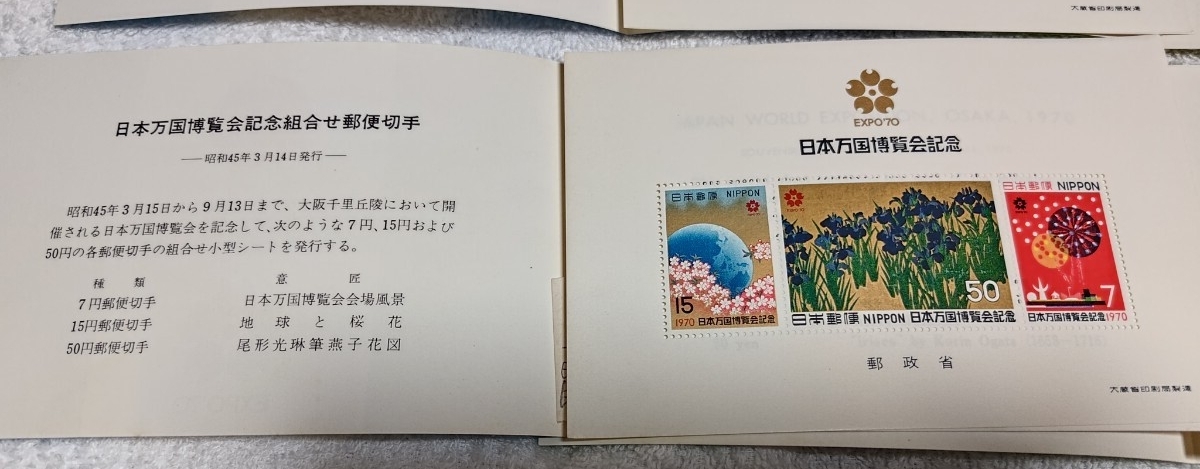 大蔵省印刷局製造
日本万国博覧会記念組合せ郵便切手
──昭和45年3月14日発行──
昭和45年3月15日から9月13日まで、大阪千里丘陵において開
催される日本万国博覧会を記念して、次のような7円、15円および
50円の各郵便切手の組合せ小型シートを発行する。
種類 意匠
7円郵便切手 日本万国博覧会会場風景
15円郵便切手 地球と桜花
50円郵便切手 尾形光琳筆燕子花図
EXPO'70
日本万国博覧会記念
日本郵便 NIPPON
15
1970 日本万国博覧会記念
EXPO'70
50
日本郵便 NIPPON 日本万国博覧会記念
日本郵便 NIPPON
7
日本万国博覧会記念 1970
郵政省
大蔵省印刷局製造